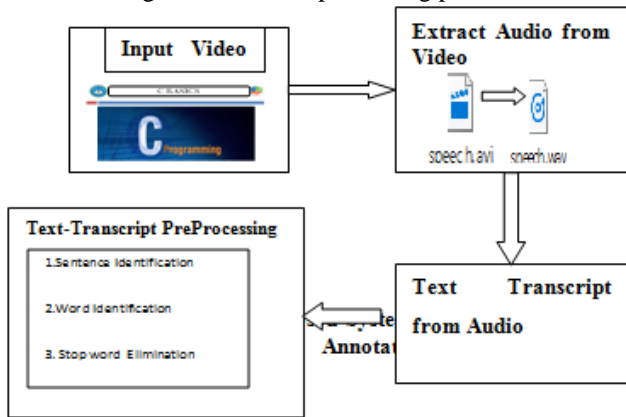 Input Video
C BASICS
C Programming
Extract Audio from
Video
speech.avi
speech.wav
Text Transcript
from Audio
Text-Transcript PreProcessing
1.Sentence Identification
2.Word Identification
3. Stop word Elimination
Annotat